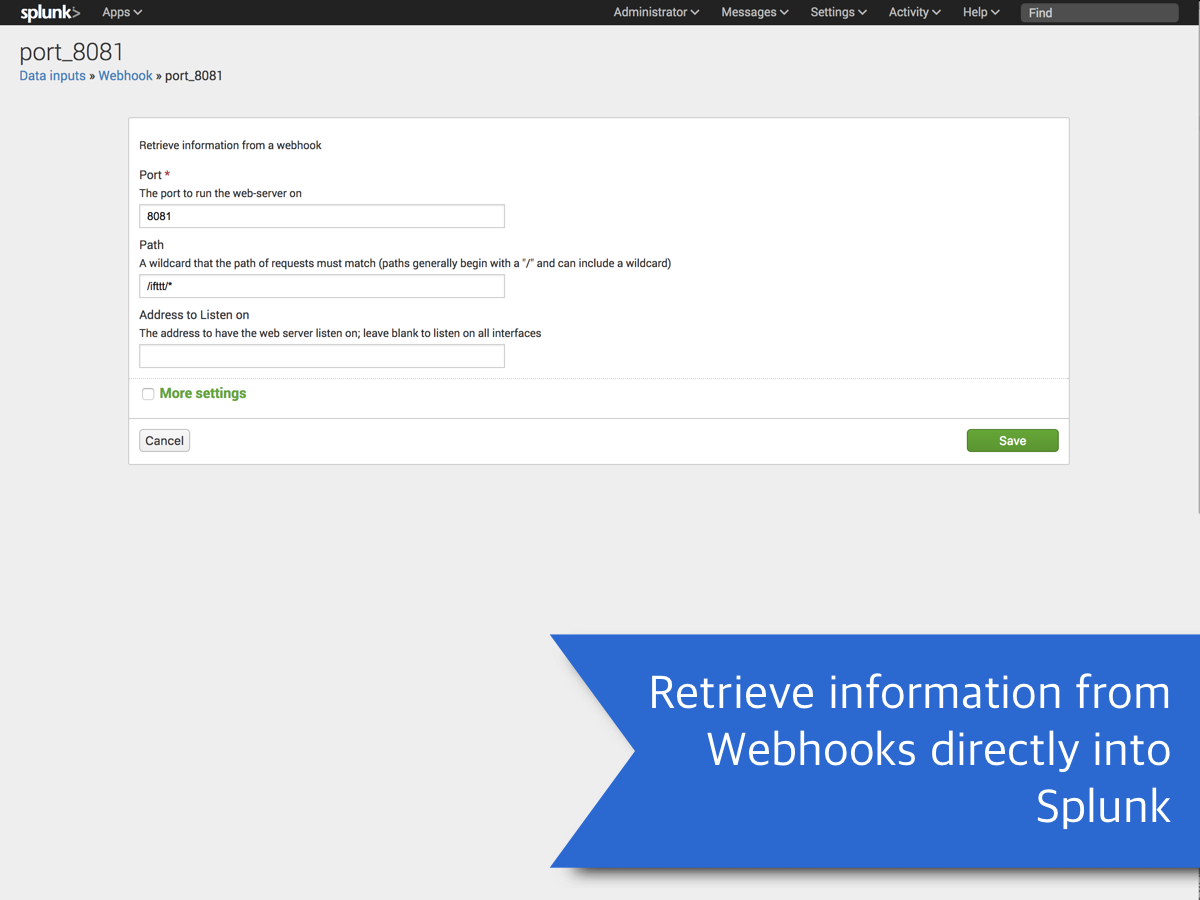 splunk> Apps Administrator Messages Settings Activity Help Find
port_8081
Data inputs » Webhook » port_8081
Retrieve information from a webhook
Port *
The port to run the web-server on
8081
Path
A wildcard that the path of requests must match (paths generally begin with a "/" and can include a wildcard)
/ifttt/*
Address to Listen on
The address to have the web server listen on; leave blank to listen on all interfaces
More settings
Cancel Save
Retrieve information from
Webhooks directly into
Splunk